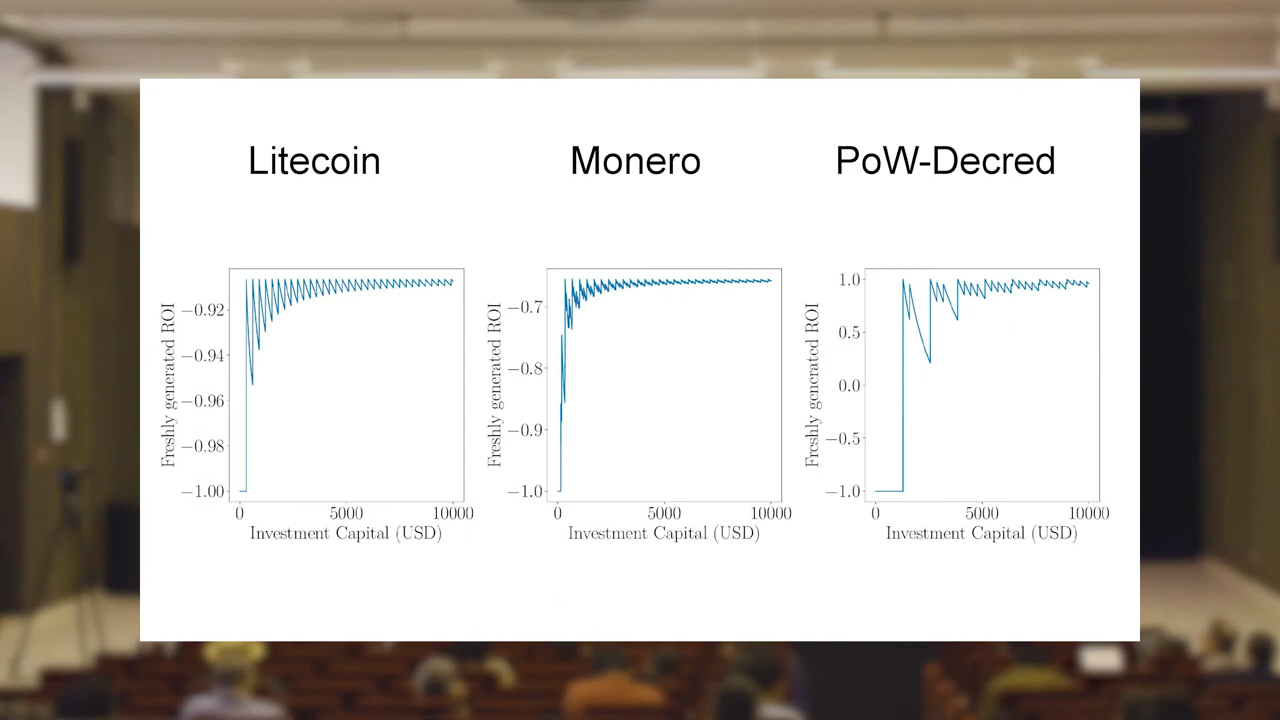 Litecoin
Freshly generated ROI
−0.92
−0.94
−0.96
−0.98
−1.00
0 5000 10000
Investment Capital (USD)
Monero
Freshly generated ROI
−0.7
−0.8
−0.9
−1.0
0 5000 10000
Investment Capital (USD)
PoW-Decred
Freshly generated ROI
1.0
0.5
0.0
−0.5
−1.0
0 5000 10000
Investment Capital (USD)